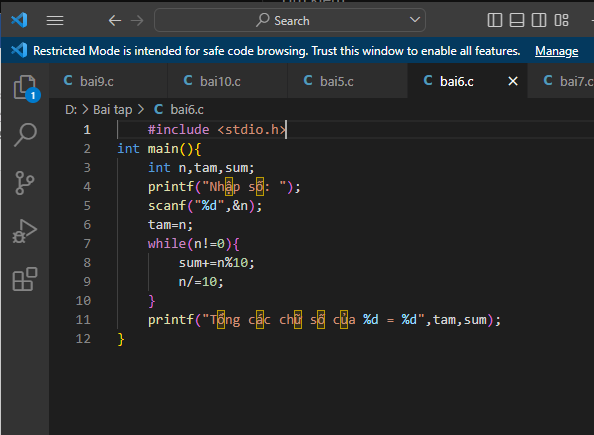 Search
Restricted Mode is intended for safe code browsing. Trust this window to enable all features. Manage
C bai9.c C bai10.c C bai5.c C bai6.c × C bai7.c
D: > Bai tap > C bai6.c
1 #include <stdio.h>
2 int main(){
3 int n,tam,sum;
4 printf("Nhập số: ");
5 scanf("%d",&n);
6 tam=n;
7 while(n!=0){
8 sum+=n%10;
9 n/=10;
10 }
11 printf("Tổng các chữ số của %d = %d",tam,sum);
12 }
1